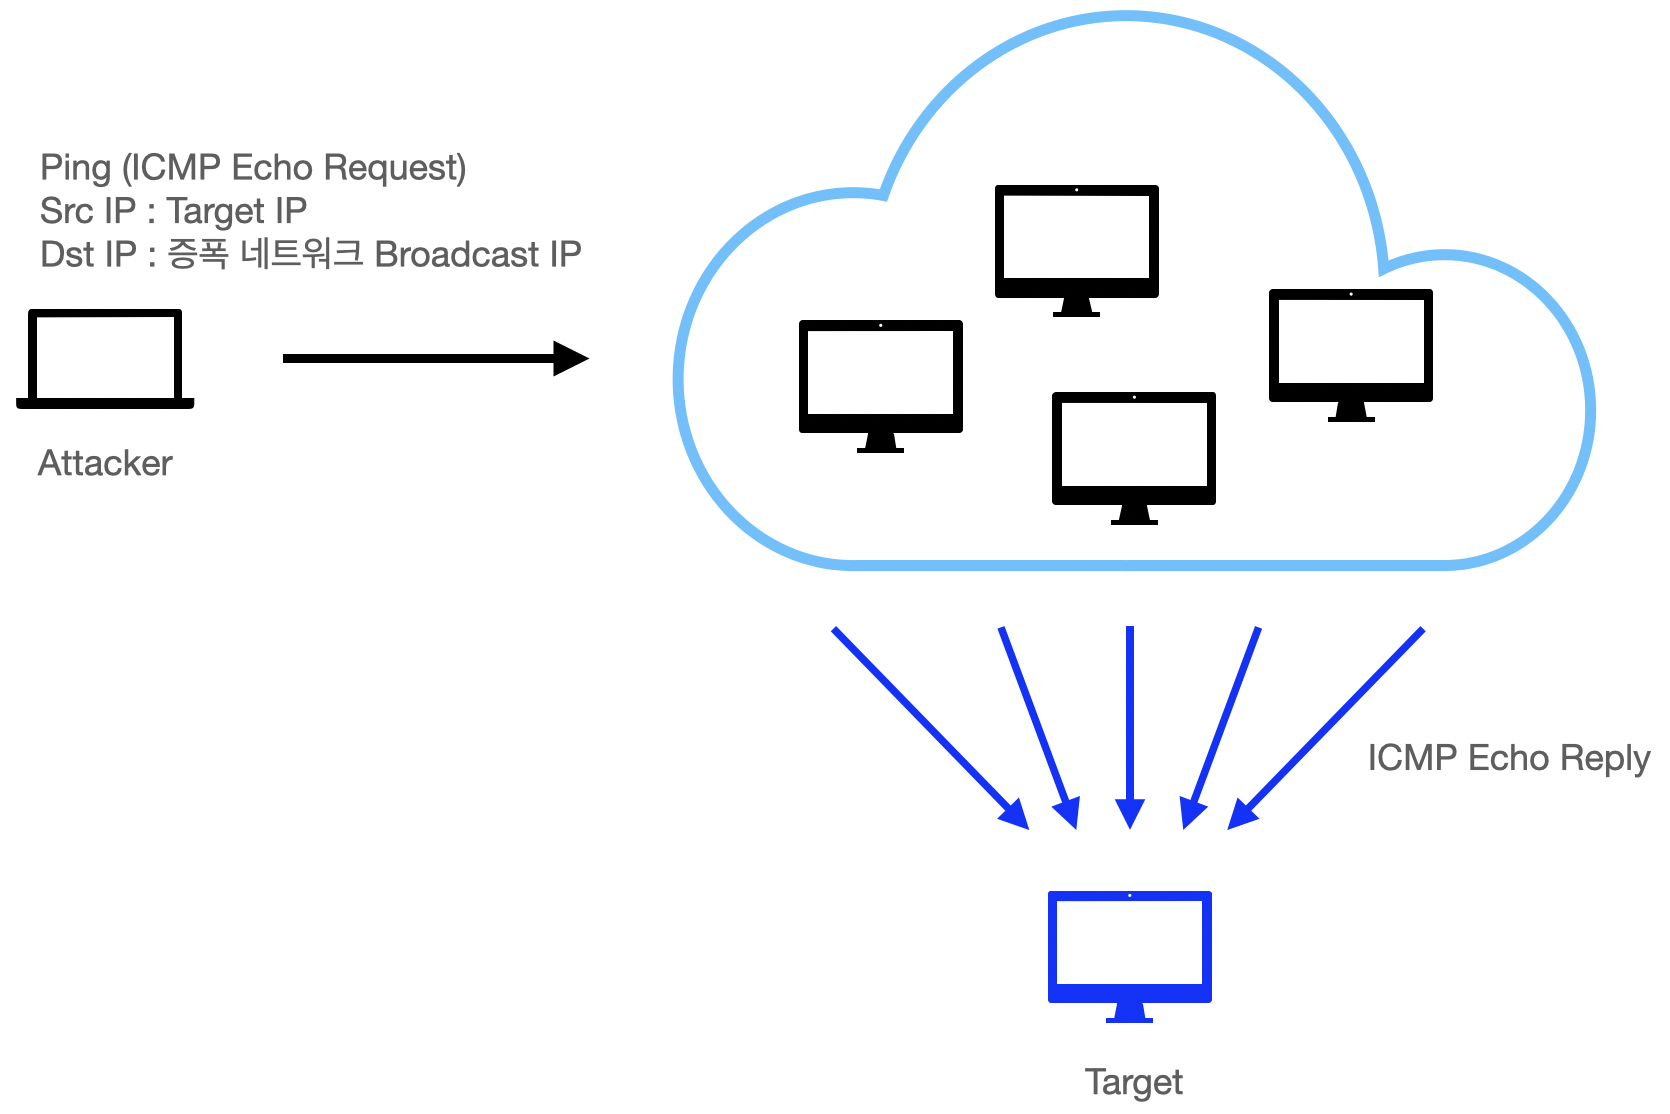 Ping (ICMP Echo Request)
Src IP : Target IP
Dst IP : 증폭 네트워크 Broadcast IP
Attacker
ICMP Echo Reply
Target